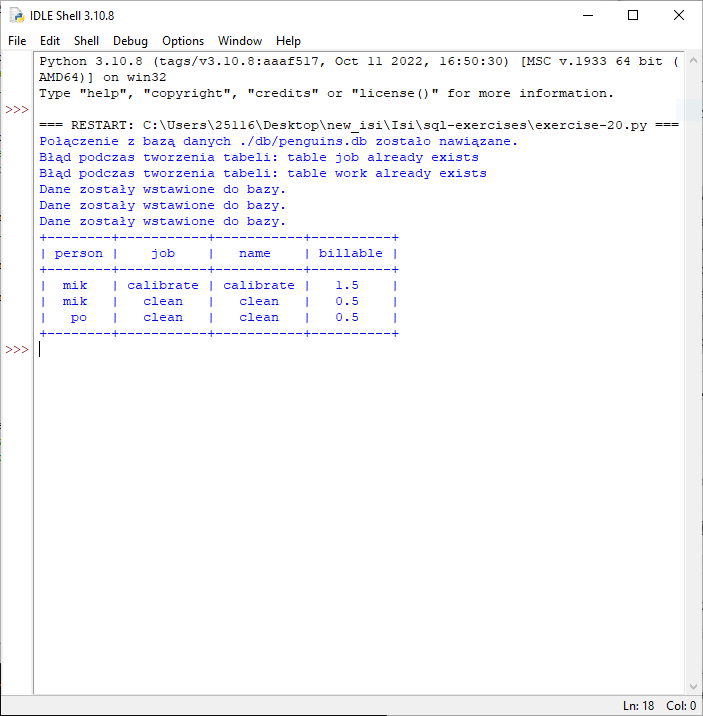 IDLE Shell 3.10.8
File Edit Shell Debug Options Window Help
Python 3.10.8 (tags/v3.10.8:aaaf517, Oct 11 2022, 16:50:30) [MSC v.1933 64 bit (
AMD64)] on win32
Type "help", "copyright", "credits" or "license()" for more information.
>>>
=== RESTART: C:\Users\25116\Desktop\new_isi\Isi\sql-exercises\exercise-20.py ===
Połączenie z bazą danych ./db/penguins.db zostało nawiązane.
Błąd podczas tworzenia tabeli: table job already exists
Błąd podczas tworzenia tabeli: table work already exists
Dane zostały wstawione do bazy.
Dane zostały wstawione do bazy.
Dane zostały wstawione do bazy.
+--------+-----------+-----------+----------+
| person |    job    |    name   | billable |
+--------+-----------+-----------+----------+
|  mik   | calibrate | calibrate |   1.5    |
|  mik   |   clean   |   clean   |   0.5    |
|   po   |   clean   |   clean   |   0.5    |
+--------+-----------+-----------+----------+
>>>
Ln: 18 Col: 0